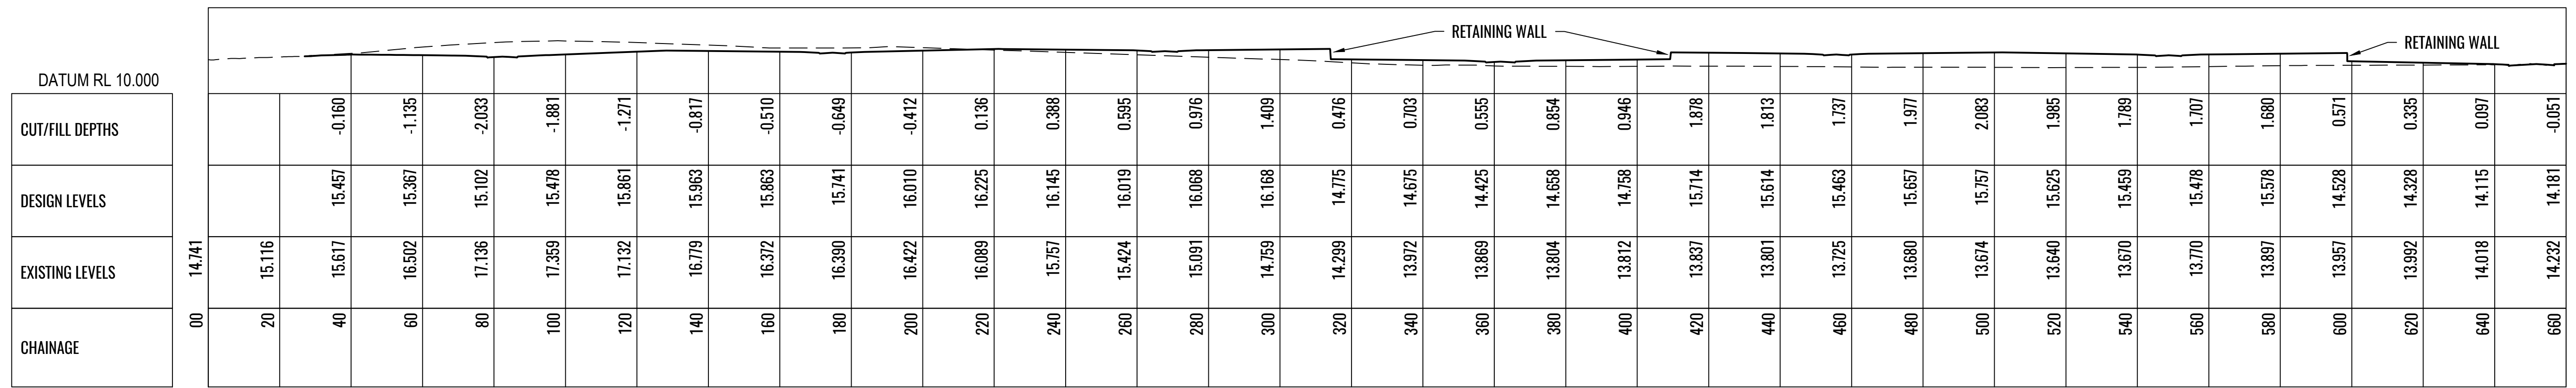 RETAINING WALL
RETAINING WALL
DATUM RL 10.000
CUT/FILL DEPTHS -0.160 -1.135 -2.033 -1.881 -1.271 -0.817 -0.510 -0.649 -0.412 0.136 0.388 0.595 0.976 1.409 0.476 0.703 0.555 0.854 0.946 1.878 1.813 1.737 1.977 2.083 1.985 1.789 1.707 1.680 0.571 0.335 0.097 -0.051
DESIGN LEVELS 15.457 15.367 15.102 15.478 15.861 15.963 15.863 15.741 16.010 16.225 16.145 16.019 16.068 16.168 14.775 14.675 14.425 14.658 14.758 15.714 15.614 15.463 15.657 15.757 15.625 15.459 15.478 15.578 14.528 14.328 14.115 14.181
EXISTING LEVELS 14.741 15.116 15.617 16.502 17.136 17.359 17.132 16.779 16.372 16.390 16.422 16.089 15.757 15.424 15.091 14.759 14.299 13.972 13.869 13.804 13.812 13.837 13.801 13.725 13.680 13.674 13.640 13.670 13.770 13.897 13.957 13.992 14.018 14.232
CHAINAGE 00 20 40 60 80 100 120 140 160 180 200 220 240 260 280 300 320 340 360 380 400 420 440 460 480 500 520 540 560 580 600 620 640 660